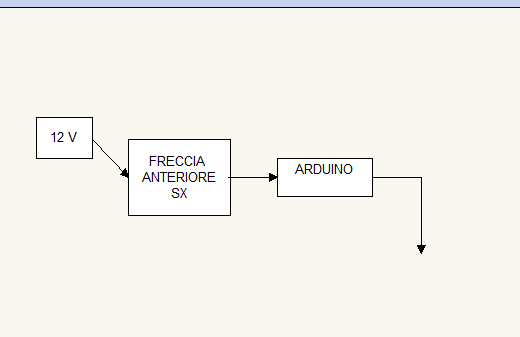 12 V
FRECCIA
ANTERIORE
SX
ARDUINO